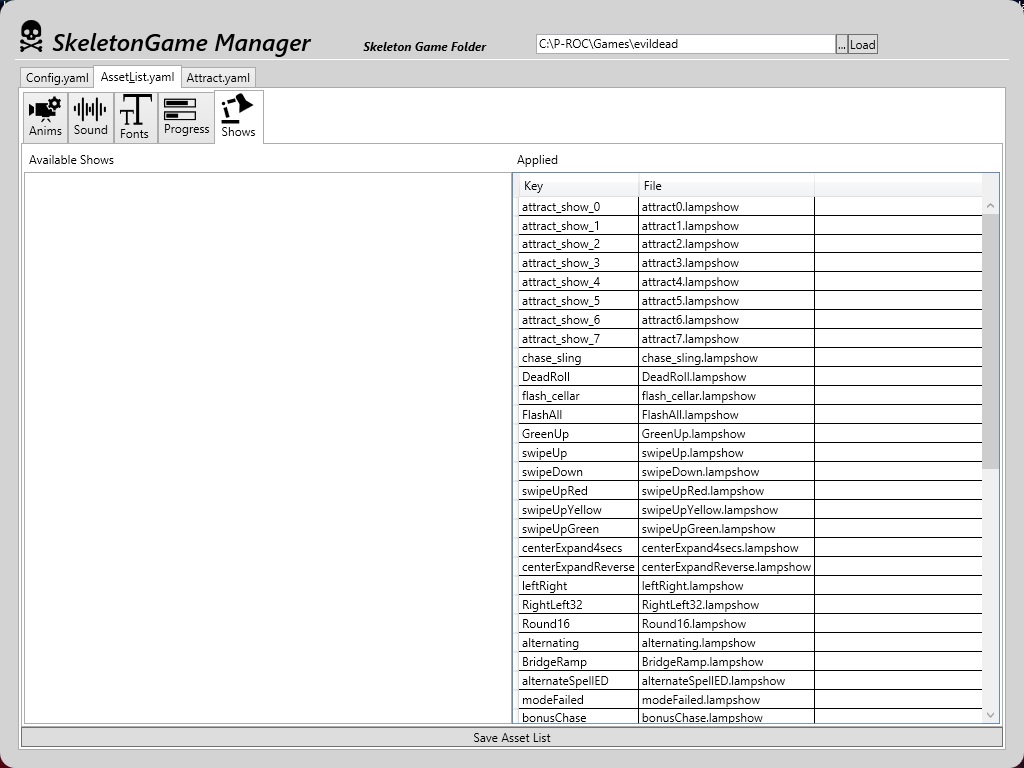 SkeletonGame Manager Skeleton Game Folder C:\P-ROC\Games\evildead ... Load
Config.yaml AssetList.yaml Attract.yaml
Anims Sound Fonts Progress Shows
Available Shows Applied
Key File
attract_show_0 attract0.lampshow
attract_show_1 attract1.lampshow
attract_show_2 attract2.lampshow
attract_show_3 attract3.lampshow
attract_show_4 attract4.lampshow
attract_show_5 attract5.lampshow
attract_show_6 attract6.lampshow
attract_show_7 attract7.lampshow
chase_sling chase_sling.lampshow
DeadRoll DeadRoll.lampshow
flash_cellar flash_cellar.lampshow
FlashAll FlashAll.lampshow
GreenUp GreenUp.lampshow
swipeUp swipeUp.lampshow
swipeDown swipeDown.lampshow
swipeUpRed swipeUpRed.lampshow
swipeUpYellow swipeUpYellow.lampshow
swipeUpGreen swipeUpGreen.lampshow
centerExpand4secs centerExpand4secs.lampshow
centerExpandReverse centerExpandReverse.lampshow
leftRight leftRight.lampshow
RightLeft32 RightLeft32.lampshow
Round16 Round16.lampshow
alternating alternating.lampshow
BridgeRamp BridgeRamp.lampshow
alternateSpellED alternateSpellED.lampshow
modeFailed modeFailed.lampshow
bonusChase bonusChase.lampshow
Save Asset List